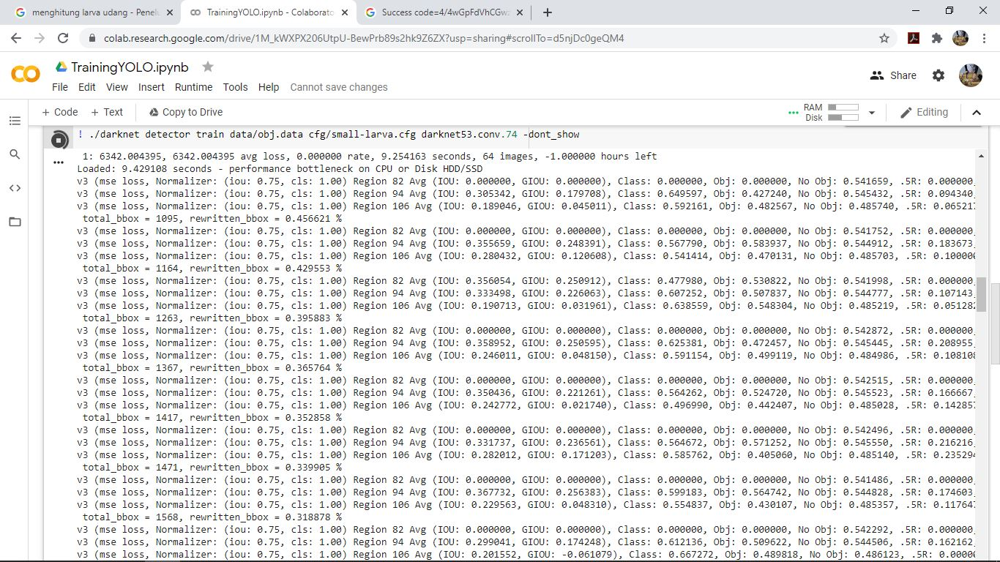 menghitung larva udang - Penelu
TrainingYOLO.ipynb - Colaborato
Success code=4/4wGpFdVhCGwz
colab.research.google.com/drive/1M_kWXPX206UtpU-BewPrb89s2hk9Z6ZX?usp=sharing#scrollTo=d5njDc0geQM4
TrainingYOLO.ipynb
File Edit View Insert Runtime Tools Help Cannot save changes
Share
+ Code + Text Copy to Drive
RAM
Disk
Editing
! ./darknet detector train data/obj.data cfg/small-larva.cfg darknet53.conv.74 -dont_show
1: 6342.004395, 6342.004395 avg loss, 0.000000 rate, 9.254163 seconds, 64 images, -1.000000 hours left
Loaded: 9.429108 seconds - performance bottleneck on CPU or Disk HDD/SSD
v3 (mse loss, Normalizer: (iou: 0.75, cls: 1.00) Region 82 Avg (IOU: 0.000000, GIOU: 0.000000), Class: 0.000000, Obj: 0.000000, No Obj: 0.541659, .5R: 0.000000,
v3 (mse loss, Normalizer: (iou: 0.75, cls: 1.00) Region 94 Avg (IOU: 0.305342, GIOU: 0.179708), Class: 0.649597, Obj: 0.427240, No Obj: 0.545432, .5R: 0.094340,
v3 (mse loss, Normalizer: (iou: 0.75, cls: 1.00) Region 106 Avg (IOU: 0.189046, GIOU: 0.045011), Class: 0.592161, Obj: 0.482567, No Obj: 0.485740, .5R: 0.065217
total_bbox = 1095, rewritten_bbox = 0.456621 %
v3 (mse loss, Normalizer: (iou: 0.75, cls: 1.00) Region 82 Avg (IOU: 0.000000, GIOU: 0.000000), Class: 0.000000, Obj: 0.000000, No Obj: 0.541752, .5R: 0.000000,
v3 (mse loss, Normalizer: (iou: 0.75, cls: 1.00) Region 94 Avg (IOU: 0.355659, GIOU: 0.248391), Class: 0.567790, Obj: 0.583937, No Obj: 0.544912, .5R: 0.183673,
v3 (mse loss, Normalizer: (iou: 0.75, cls: 1.00) Region 106 Avg (IOU: 0.280432, GIOU: 0.120608), Class: 0.541414, Obj: 0.470131, No Obj: 0.485703, .5R: 0.100000
total_bbox = 1164, rewritten_bbox = 0.429553 %
v3 (mse loss, Normalizer: (iou: 0.75, cls: 1.00) Region 82 Avg (IOU: 0.356054, GIOU: 0.250912), Class: 0.477980, Obj: 0.530822, No Obj: 0.541998, .5R: 0.000000,
v3 (mse loss, Normalizer: (iou: 0.75, cls: 1.00) Region 94 Avg (IOU: 0.333498, GIOU: 0.226063), Class: 0.607252, Obj: 0.507837, No Obj: 0.544777, .5R: 0.107143,
v3 (mse loss, Normalizer: (iou: 0.75, cls: 1.00) Region 106 Avg (IOU: 0.190713, GIOU: 0.031961), Class: 0.638559, Obj: 0.548304, No Obj: 0.485219, .5R: 0.051282
total_bbox = 1263, rewritten_bbox = 0.395883 %
v3 (mse loss, Normalizer: (iou: 0.75, cls: 1.00) Region 82 Avg (IOU: 0.000000, GIOU: 0.000000), Class: 0.000000, Obj: 0.000000, No Obj: 0.542872, .5R: 0.000000,
v3 (mse loss, Normalizer: (iou: 0.75, cls: 1.00) Region 94 Avg (IOU: 0.358952, GIOU: 0.250595), Class: 0.625381, Obj: 0.472457, No Obj: 0.545445, .5R: 0.208955,
v3 (mse loss, Normalizer: (iou: 0.75, cls: 1.00) Region 106 Avg (IOU: 0.246011, GIOU: 0.048150), Class: 0.591154, Obj: 0.499119, No Obj: 0.484986, .5R: 0.108108
total_bbox = 1367, rewritten_bbox = 0.365764 %
v3 (mse loss, Normalizer: (iou: 0.75, cls: 1.00) Region 82 Avg (IOU: 0.000000, GIOU: 0.000000), Class: 0.000000, Obj: 0.000000, No Obj: 0.542515, .5R: 0.000000,
v3 (mse loss, Normalizer: (iou: 0.75, cls: 1.00) Region 94 Avg (IOU: 0.350436, GIOU: 0.221261), Class: 0.564262, Obj: 0.524720, No Obj: 0.545523, .5R: 0.166667,
v3 (mse loss, Normalizer: (iou: 0.75, cls: 1.00) Region 106 Avg (IOU: 0.242772, GIOU: 0.021740), Class: 0.496990, Obj: 0.442407, No Obj: 0.485028, .5R: 0.142857
total_bbox = 1417, rewritten_bbox = 0.352858 %
v3 (mse loss, Normalizer: (iou: 0.75, cls: 1.00) Region 82 Avg (IOU: 0.000000, GIOU: 0.000000), Class: 0.000000, Obj: 0.000000, No Obj: 0.542496, .5R: 0.000000,
v3 (mse loss, Normalizer: (iou: 0.75, cls: 1.00) Region 94 Avg (IOU: 0.331737, GIOU: 0.236561), Class: 0.564672, Obj: 0.571252, No Obj: 0.545550, .5R: 0.216216,
v3 (mse loss, Normalizer: (iou: 0.75, cls: 1.00) Region 106 Avg (IOU: 0.282012, GIOU: 0.171203), Class: 0.585762, Obj: 0.405060, No Obj: 0.485140, .5R: 0.235294
total_bbox = 1471, rewritten_bbox = 0.339905 %
v3 (mse loss, Normalizer: (iou: 0.75, cls: 1.00) Region 82 Avg (IOU: 0.000000, GIOU: 0.000000), Class: 0.000000, Obj: 0.000000, No Obj: 0.541486, .5R: 0.000000,
v3 (mse loss, Normalizer: (iou: 0.75, cls: 1.00) Region 94 Avg (IOU: 0.367732, GIOU: 0.256383), Class: 0.599183, Obj: 0.564742, No Obj: 0.544828, .5R: 0.174603,
v3 (mse loss, Normalizer: (iou: 0.75, cls: 1.00) Region 106 Avg (IOU: 0.229563, GIOU: 0.048310), Class: 0.554837, Obj: 0.430107, No Obj: 0.485357, .5R: 0.117647
total_bbox = 1568, rewritten_bbox = 0.318878 %
v3 (mse loss, Normalizer: (iou: 0.75, cls: 1.00) Region 82 Avg (IOU: 0.000000, GIOU: 0.000000), Class: 0.000000, Obj: 0.000000, No Obj: 0.542292, .5R: 0.000000,
v3 (mse loss, Normalizer: (iou: 0.75, cls: 1.00) Region 94 Avg (IOU: 0.299041, GIOU: 0.174248), Class: 0.612136, Obj: 0.509622, No Obj: 0.544506, .5R: 0.162162,
v3 (mse loss, Normalizer: (iou: 0.75, cls: 1.00) Region 106 Avg (IOU: 0.201552, GIOU: -0.061079), Class: 0.667272, Obj: 0.489818, No Obj: 0.486123, .5R: 0.00000